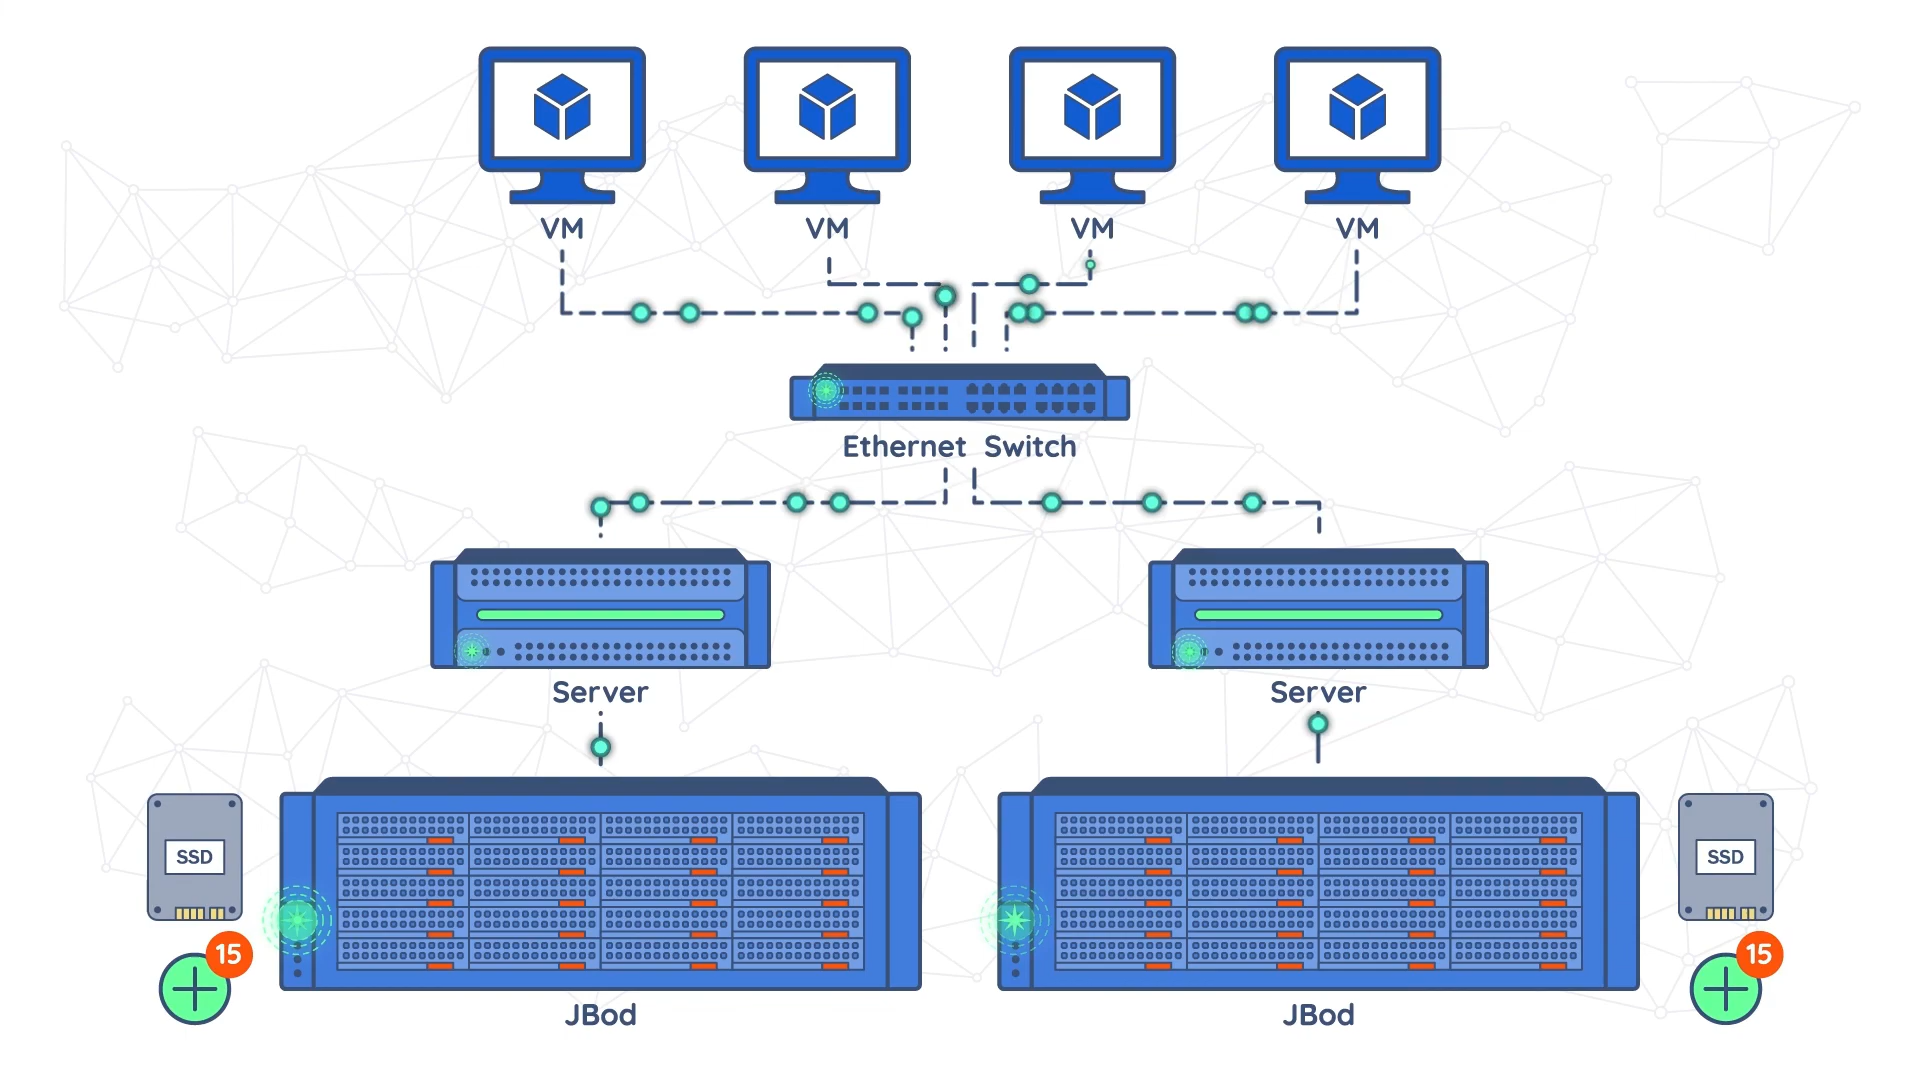 VM
VM
VM
VM
Ethernet Switch
Server
Server
SSD
SSD
15
15
JBod
JBod